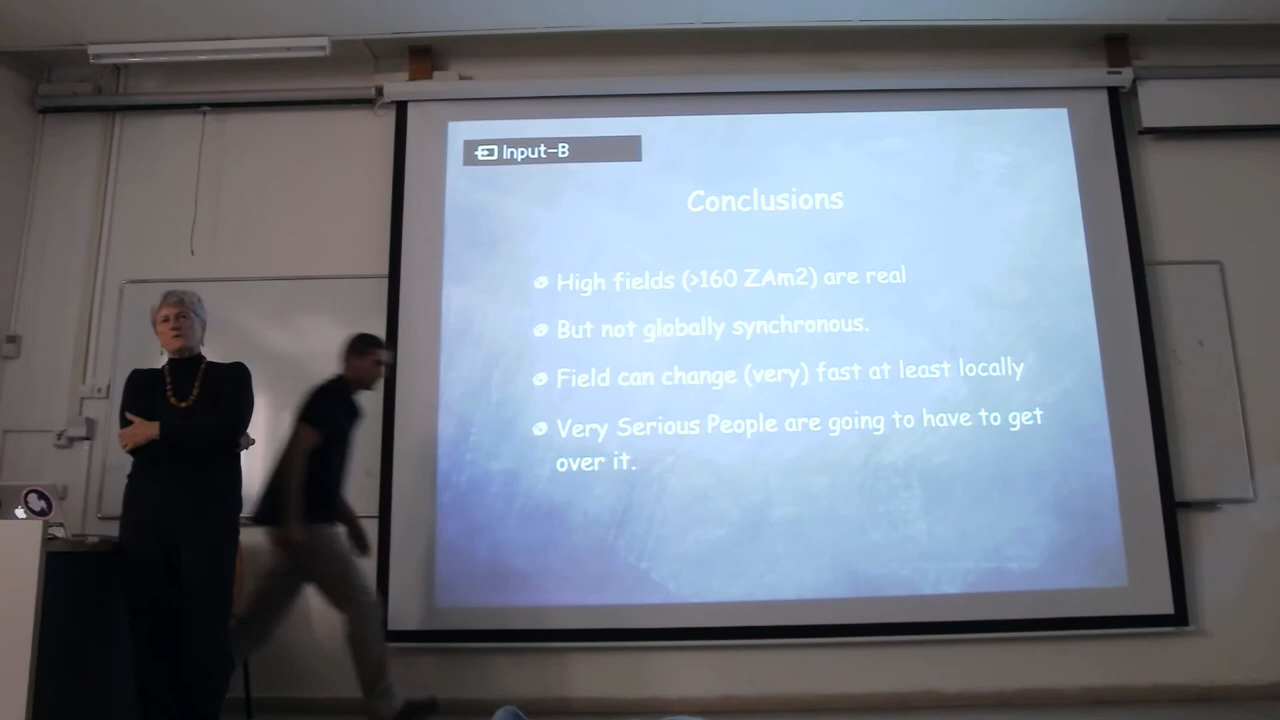 Input-B
Conclusions
High fields (>160 ZAm2) are real
But not globally synchronous.
Field can change (very) fast at least locally
Very Serious People are going to have to get
over it.